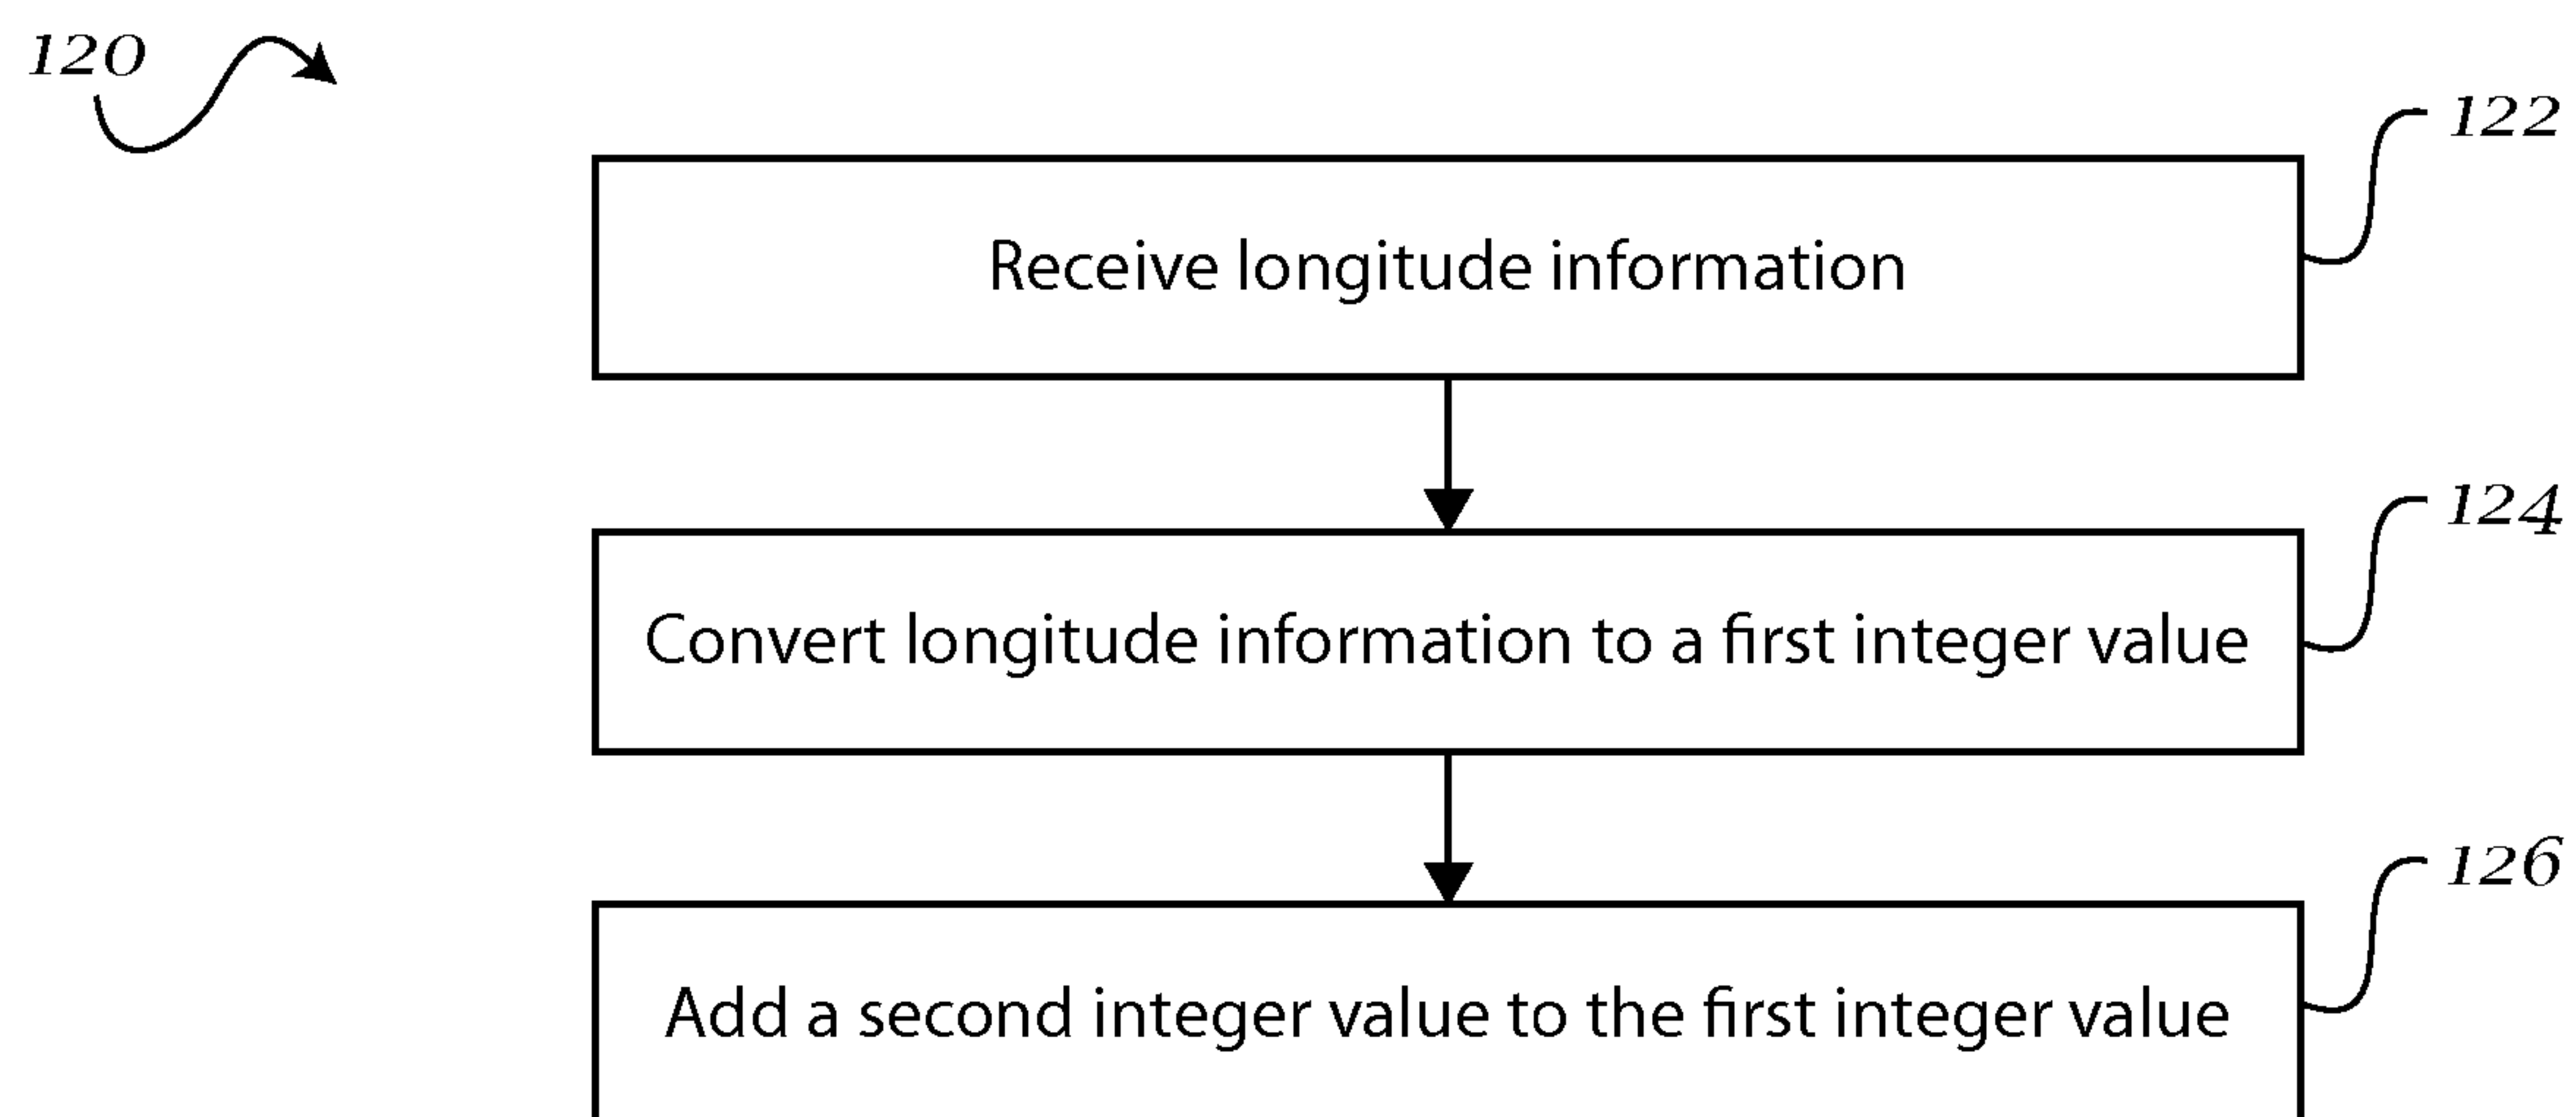 120
122
Receive longitude information
124
Convert longitude information to a first integer value
126
Add a second integer value to the first integer value